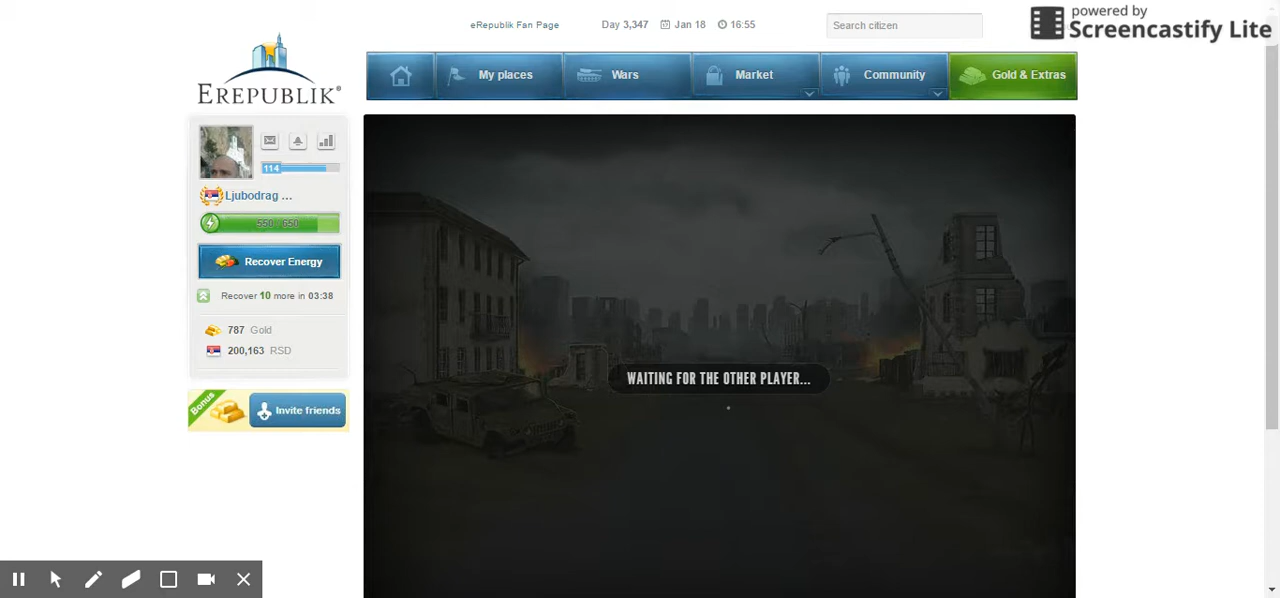 powered by
Screencastify Lite
eRepublik Fan Page
Day 3,347
Jan 18
16:55
Search citizen
EREPUBLIK®
My places
Wars
Market
Community
Gold & Extras
114
Ljubodrag ...
550 / 650
Recover Energy
Recover 10 more in 03:38
787 Gold
200,163 RSD
Bonus
Invite friends
WAITING FOR THE OTHER PLAYER...